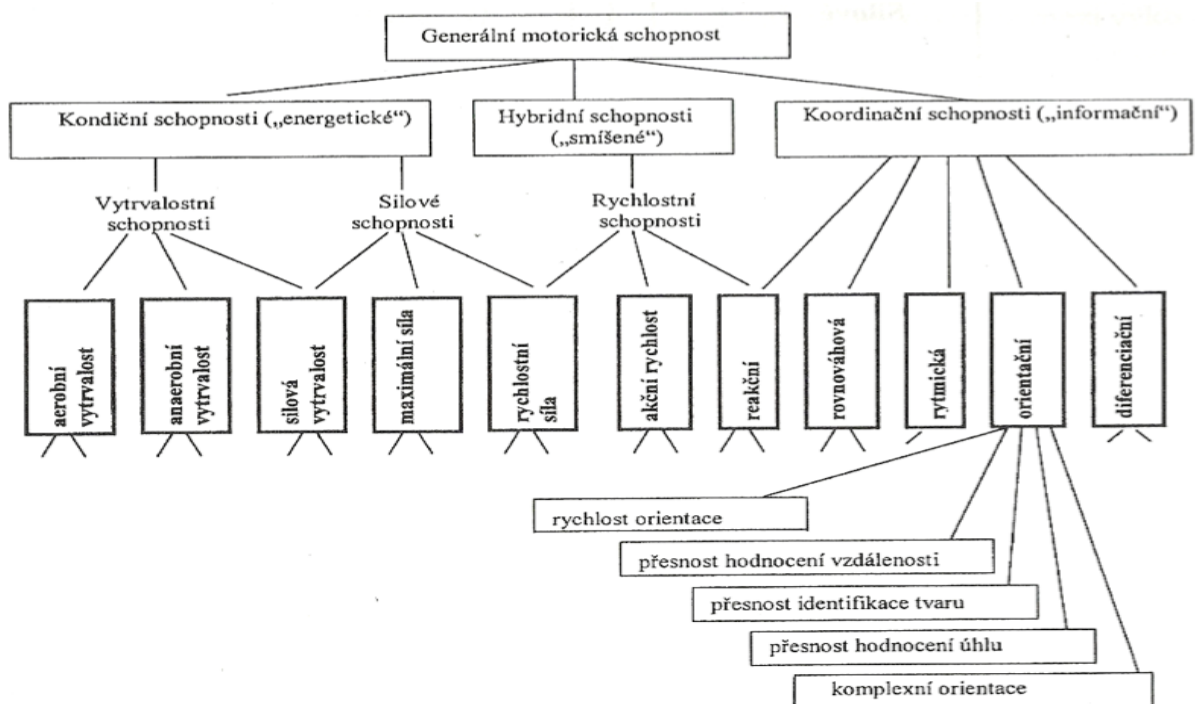 Generální motorická schopnost
Kondiční schopnosti („energetické“)
Hybridní schopnosti
(„smíšené“)
Koordinační schopnosti („informační“)
Vytrvalostní
schopnosti
Silové
schopnosti
Rychlostní
schopnosti
aerobní
vytrvalost
anaerobní
vytrvalost
silová
vytrvalost
maximální síla
rychlostní
síla
akční rychlost
reakční
rovnováhová
rytmická
orientační
diferenciační
rychlost orientace
přesnost hodnocení vzdálenosti
přesnost identifikace tvaru
přesnost hodnocení úhlu
komplexní orientace